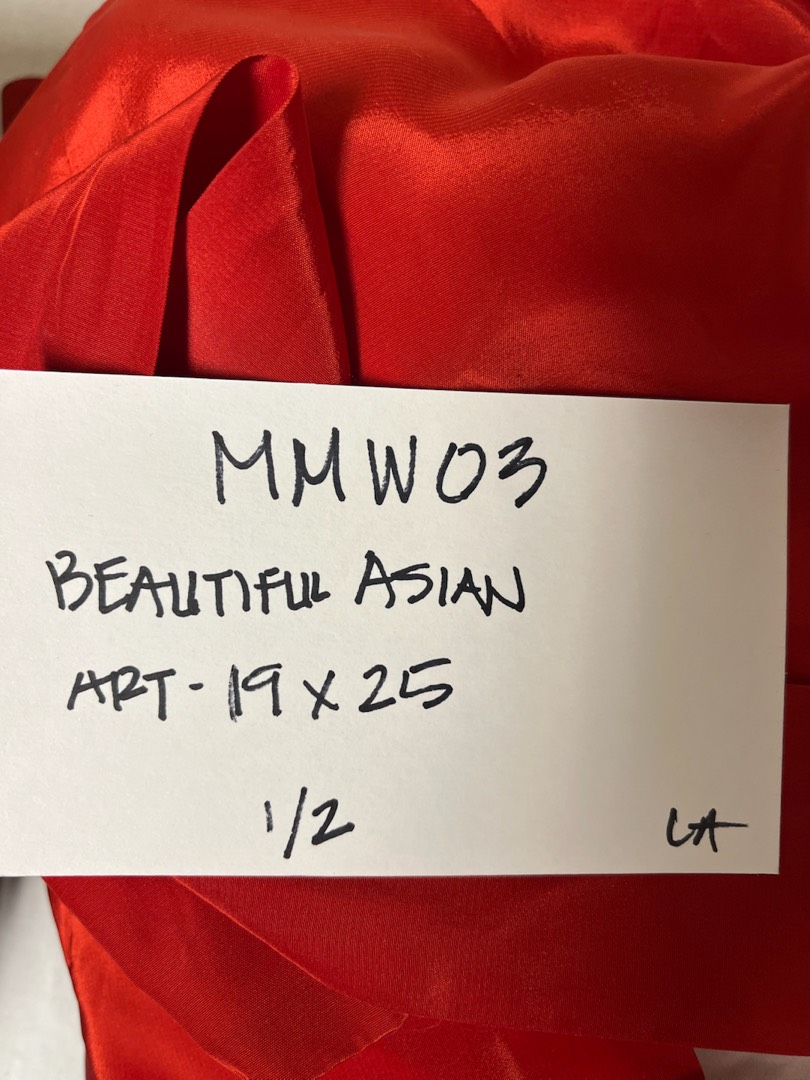 MMW03
BEAUTIFUL ASIAN
ART - 19 x 25
1/2
LA